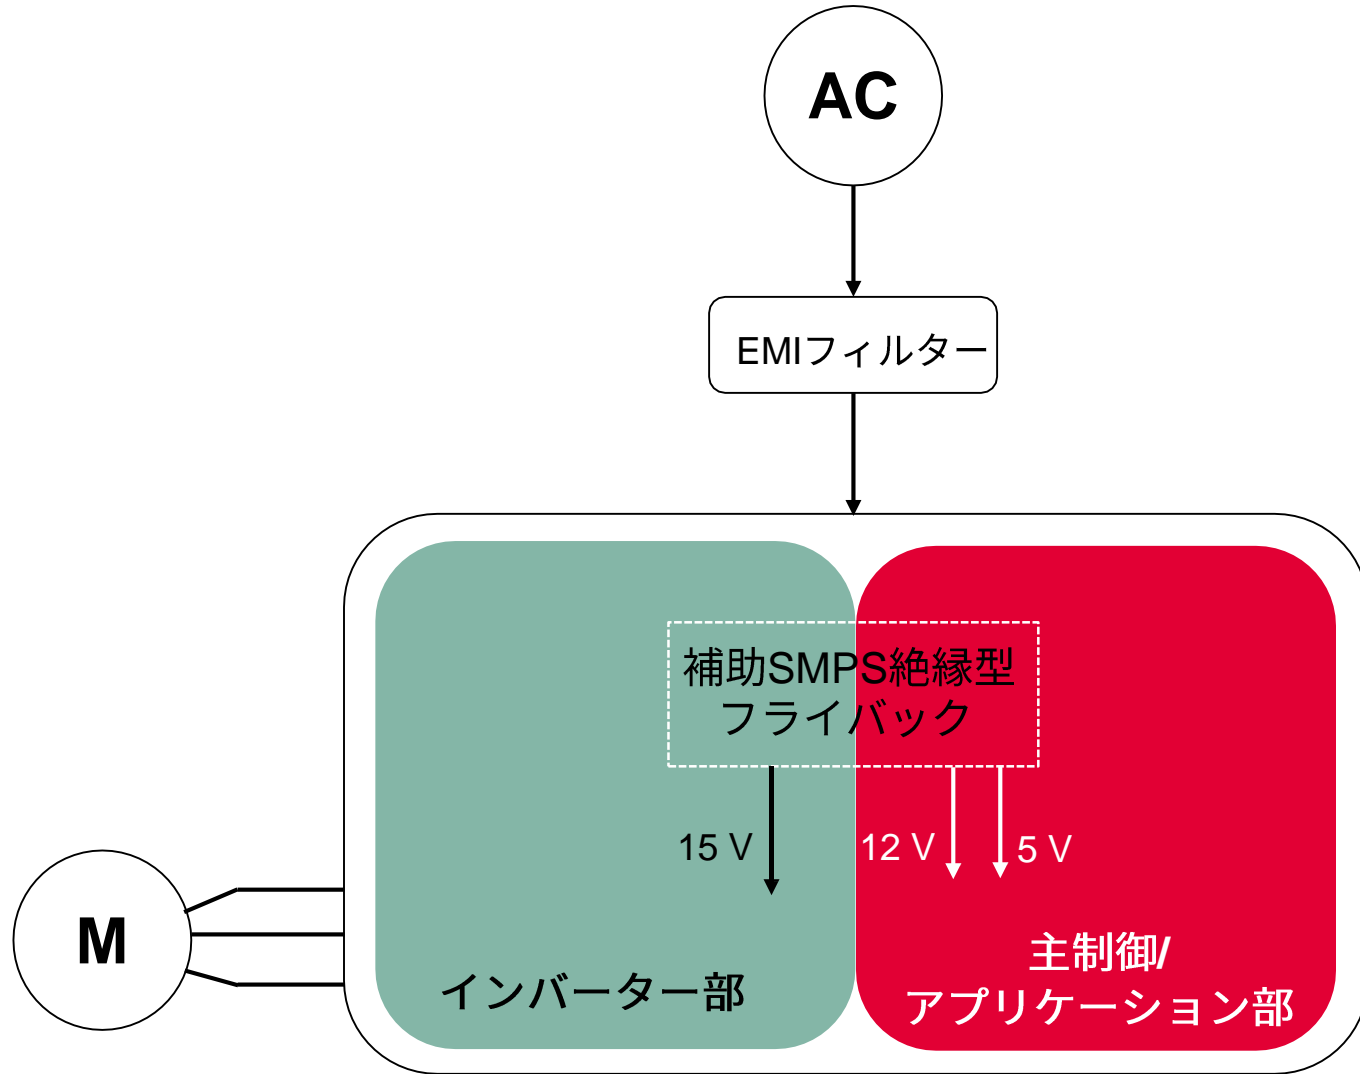 AC
EMIフィルター
補助SMPS絶縁型
フライバック
15 V
12 V
5 V
M
インバーター部
主制御/
アプリケーション部